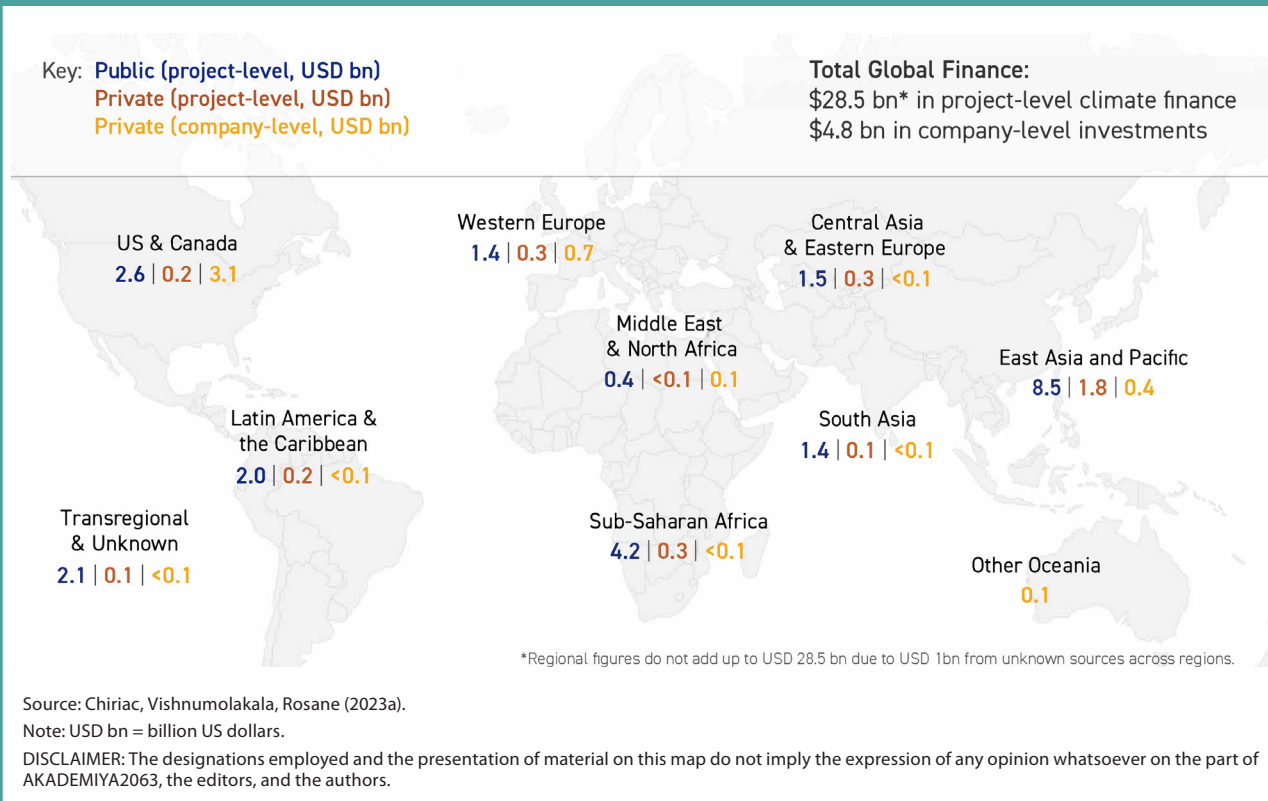 Key: Public (project-level, USD bn)
Private (project-level, USD bn)
Private (company-level, USD bn)
Total Global Finance:
$28.5 bn* in project-level climate finance
$4.8 bn in company-level investments
US & Canada
2.6 | 0.2 | 3.1
Western Europe
1.4 | 0.3 | 0.7
Central Asia
& Eastern Europe
1.5 | 0.3 | <0.1
Middle East
& North Africa
0.4 | <0.1 | 0.1
East Asia and Pacific
8.5 | 1.8 | 0.4
Latin America &
the Caribbean
2.0 | 0.2 | <0.1
South Asia
1.4 | 0.1 | <0.1
Transregional
& Unknown
2.1 | 0.1 | <0.1
Sub-Saharan Africa
4.2 | 0.3 | <0.1
Other Oceania
0.1
*Regional figures do not add up to USD 28.5 bn due to USD 1bn from unknown sources across regions.
Source: Chiriac, Vishnumolakala, Rosane (2023a).
Note: USD bn = billion US dollars.
DISCLAIMER: The designations employed and the presentation of material on this map do not imply the expression of any opinion whatsoever on the part of
AKADEMIYA2063, the editors, and the authors.